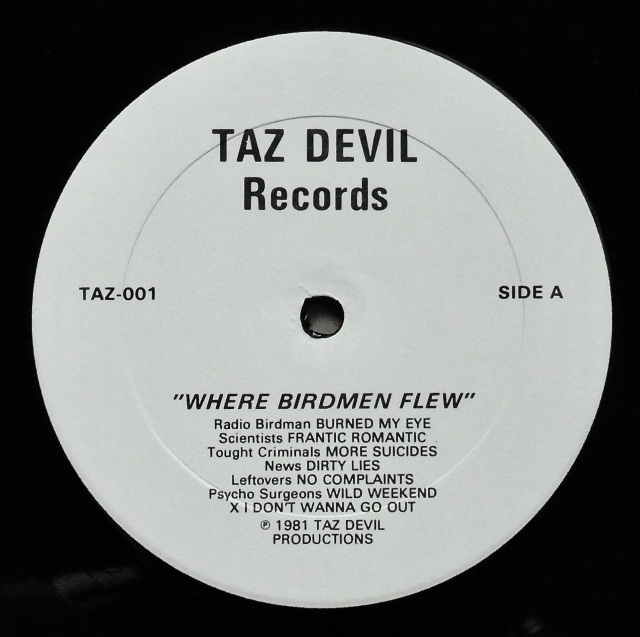 TAZ DEVIL
Records
TAZ-001
SIDE A
"WHERE BIRDMEN FLEW"
Radio Birdman BURNED MY EYE
Scientists FRANTIC ROMANTIC
Tought Criminals MORE SUICIDES
News DIRTY LIES
Leftovers NO COMPLAINTS
Psycho Surgeons WILD WEEKEND
X I DON'T WANNA GO OUT
℗ 1981 TAZ DEVIL
PRODUCTIONS